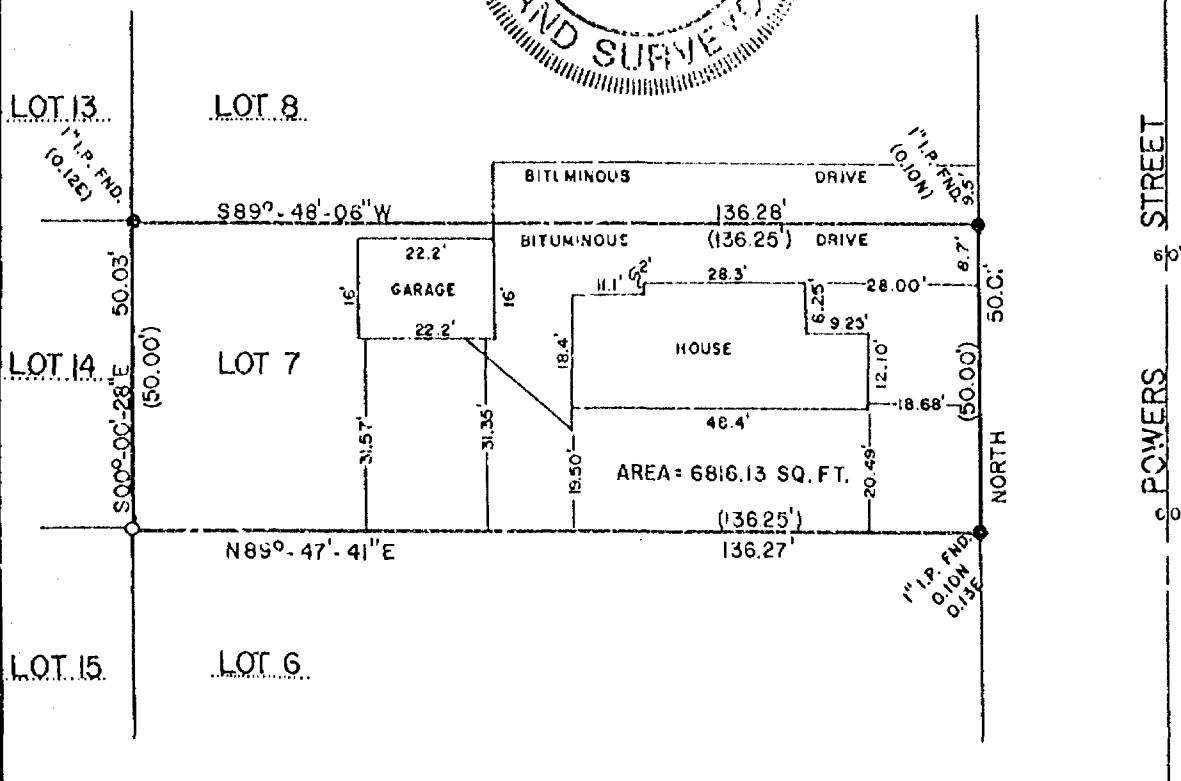 LAND SURVEYO
LOT 13
LOT 8
1" I.P. FND.
(0.12E)
1" I.P. FND.
(0.10N)
9.5'
BITUMINOUS DRIVE
S89°-48'-06"W
136.28'
BITUMINOUS DRIVE
(136.25')
8.7'
22.2'
GARAGE
16'
16'
22.2'
11.1'
2'
28.3'
28.00'
6.25'
9.25'
HOUSE
18.4'
12.10'
18.68'
48.4'
50.03'
(50.00')
S00°-00'-28"E
LOT 14
LOT 7
31.57'
31.35'
19.50'
20.49'
AREA = 6816.13 SQ. FT.
(50.00')
NORTH
POWERS STREET
60'
(136.25')
N89°-47'-41"E
136.27'
1" I.P. FND.
0.10N
0.13E
LOT 15
LOT 6